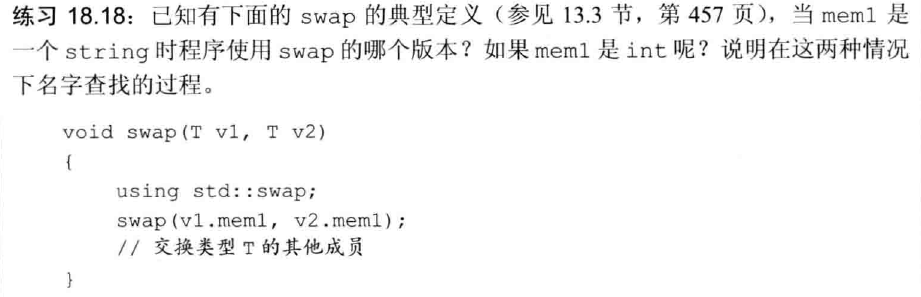 练习 18.18：已知有下面的 swap 的典型定义（参见 13.3 节，第 457 页），当 mem1 是
一个 string 时程序使用 swap 的哪个版本？如果 mem1 是 int 呢？说明在这两种情况
下名字查找的过程。
void swap(T v1, T v2)
{
using std::swap;
swap(v1.mem1, v2.mem1);
// 交换类型 T 的其他成员
}